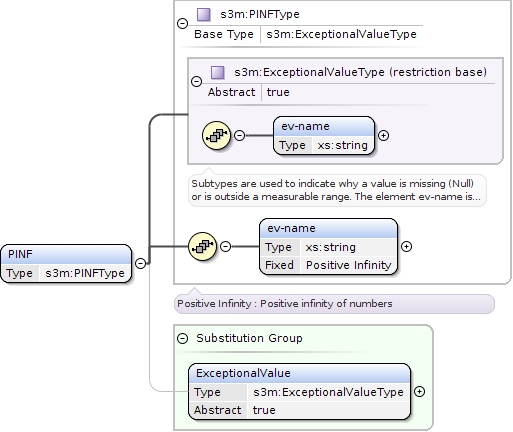 s3m:PINFType
Base Type s3m:ExceptionalValueType
s3m:ExceptionalValueType (restriction base)
Abstract true
ev-name
Type xs:string
Subtypes are used to indicate why a value is missing (Null)
or is outside a measurable range. The element ev-name is...
ev-name
Type xs:string
Fixed Positive Infinity
PINF
Type s3m:PINFType
Positive Infinity : Positive infinity of numbers
Substitution Group
ExceptionalValue
Type s3m:ExceptionalValueType
Abstract true